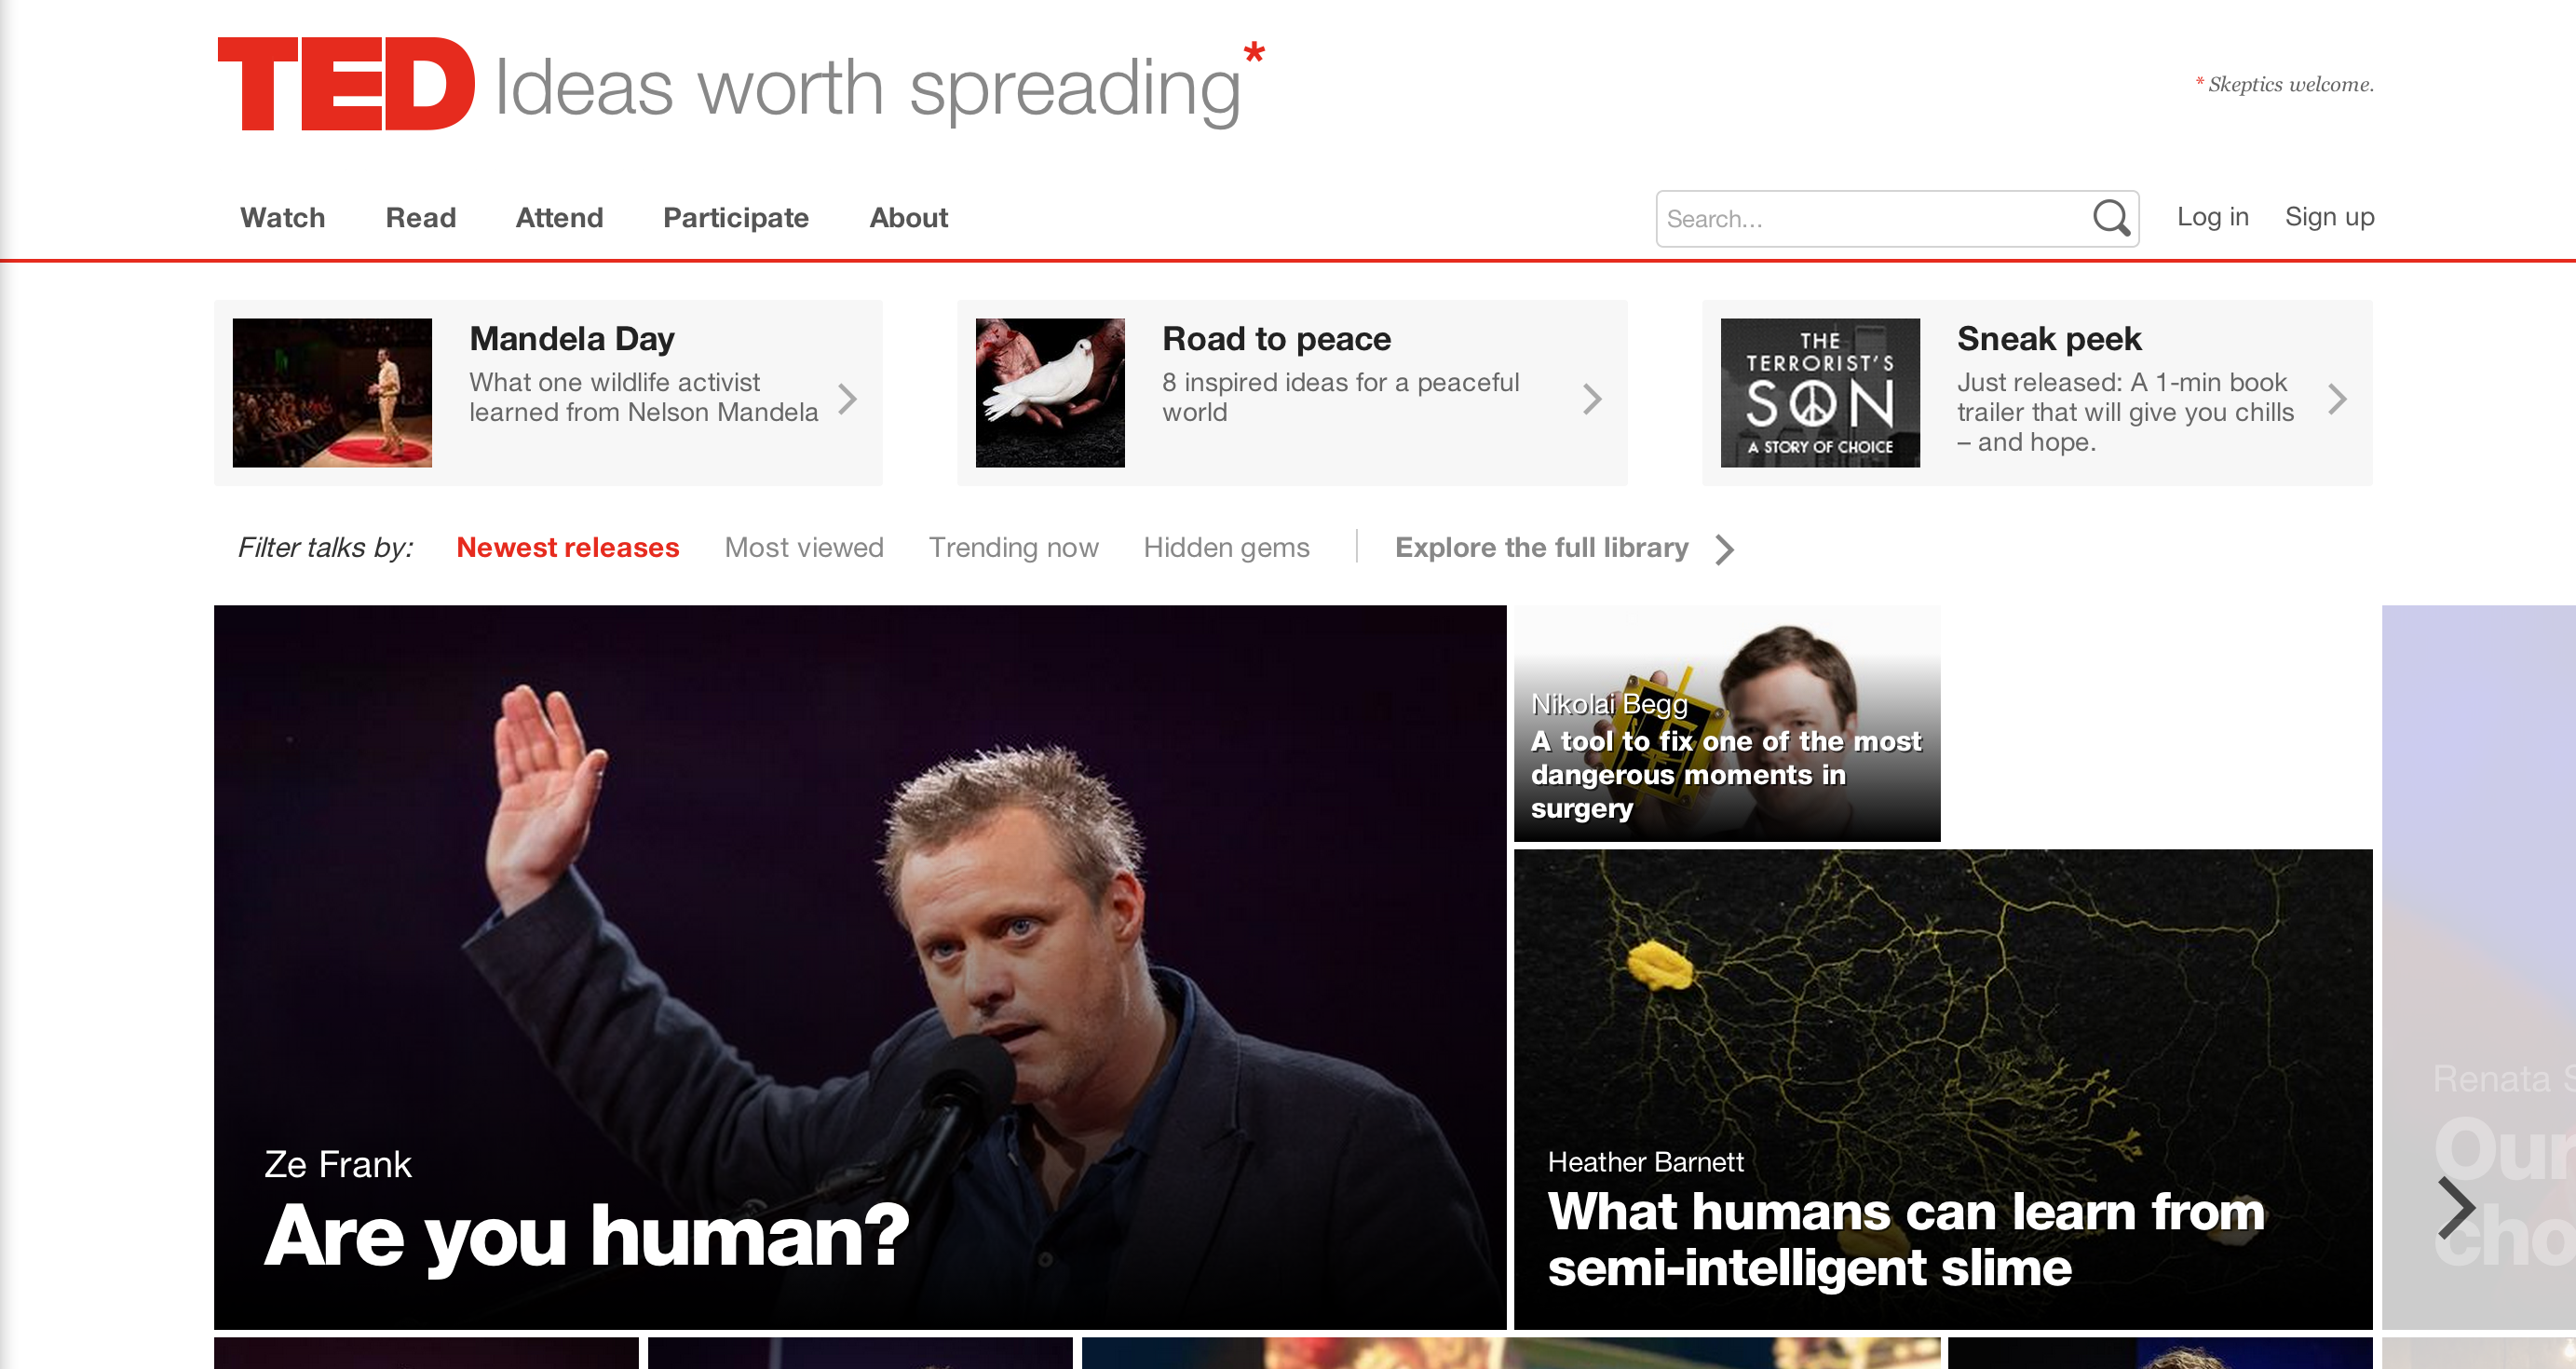 TED Ideas worth spreading*
* Skeptics welcome.
Watch Read Attend Participate About
Search... Log in Sign up
Mandela Day
What one wildlife activist
learned from Nelson Mandela
Road to peace
8 inspired ideas for a peaceful
world
THE
TERRORIST'S
SON
A STORY OF CHOICE
Sneak peek
Just released: A 1-min book
trailer that will give you chills
– and hope.
Filter talks by: Newest releases Most viewed Trending now Hidden gems Explore the full library
Nikolai Begg
A tool to fix one of the most
dangerous moments in
surgery
Ze Frank
Are you human?
Heather Barnett
What humans can learn from
semi-intelligent slime
Renata
Our